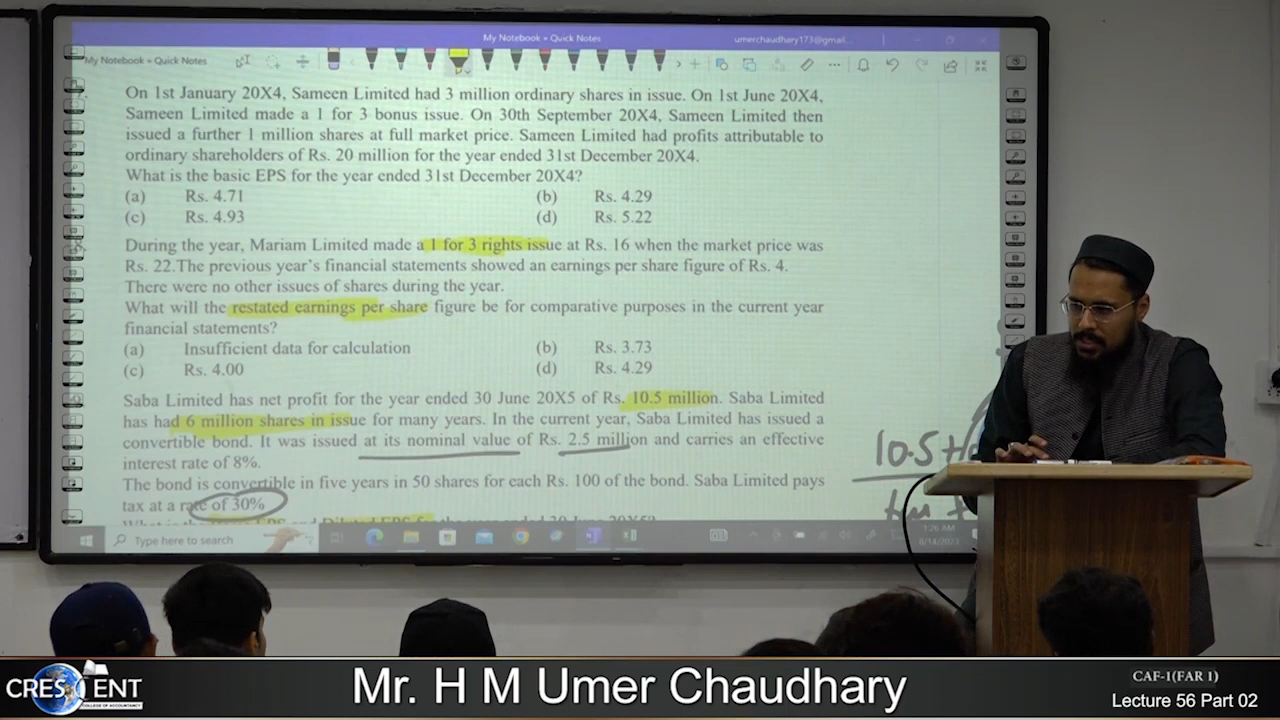 My Notebook » Quick Notes
umerchaudhary173@gmail...
My Notebook » Quick Notes
On 1st January 20X4, Sameen Limited had 3 million ordinary shares in issue. On 1st June 20X4,
Sameen Limited made a 1 for 3 bonus issue. On 30th September 20X4, Sameen Limited then
issued a further 1 million shares at full market price. Sameen Limited had profits attributable to
ordinary shareholders of Rs. 20 million for the year ended 31st December 20X4.
What is the basic EPS for the year ended 31st December 20X4?
(a) Rs. 4.71 (b) Rs. 4.29
(c) Rs. 4.93 (d) Rs. 5.22
During the year, Mariam Limited made a 1 for 3 rights issue at Rs. 16 when the market price was
Rs. 22.The previous year's financial statements showed an earnings per share figure of Rs. 4.
There were no other issues of shares during the year.
What will the restated earnings per share figure be for comparative purposes in the current year
financial statements?
(a) Insufficient data for calculation (b) Rs. 3.73
(c) Rs. 4.00 (d) Rs. 4.29
Saba Limited has net profit for the year ended 30 June 20X5 of Rs. 10.5 million. Saba Limited
has had 6 million shares in issue for many years. In the current year, Saba Limited has issued a
convertible bond. It was issued at its nominal value of Rs. 2.5 million and carries an effective
interest rate of 8%.
The bond is convertible in five years in 50 shares for each Rs. 100 of the bond. Saba Limited pays
tax at a rate of 30%
10.5+
Type here to search
1:26 AM
8/14/2023
CRESCENT
COLLEGE OF ACCOUNTANCY
Mr. H M Umer Chaudhary
CAF-1(FAR 1)
Lecture 56 Part 02